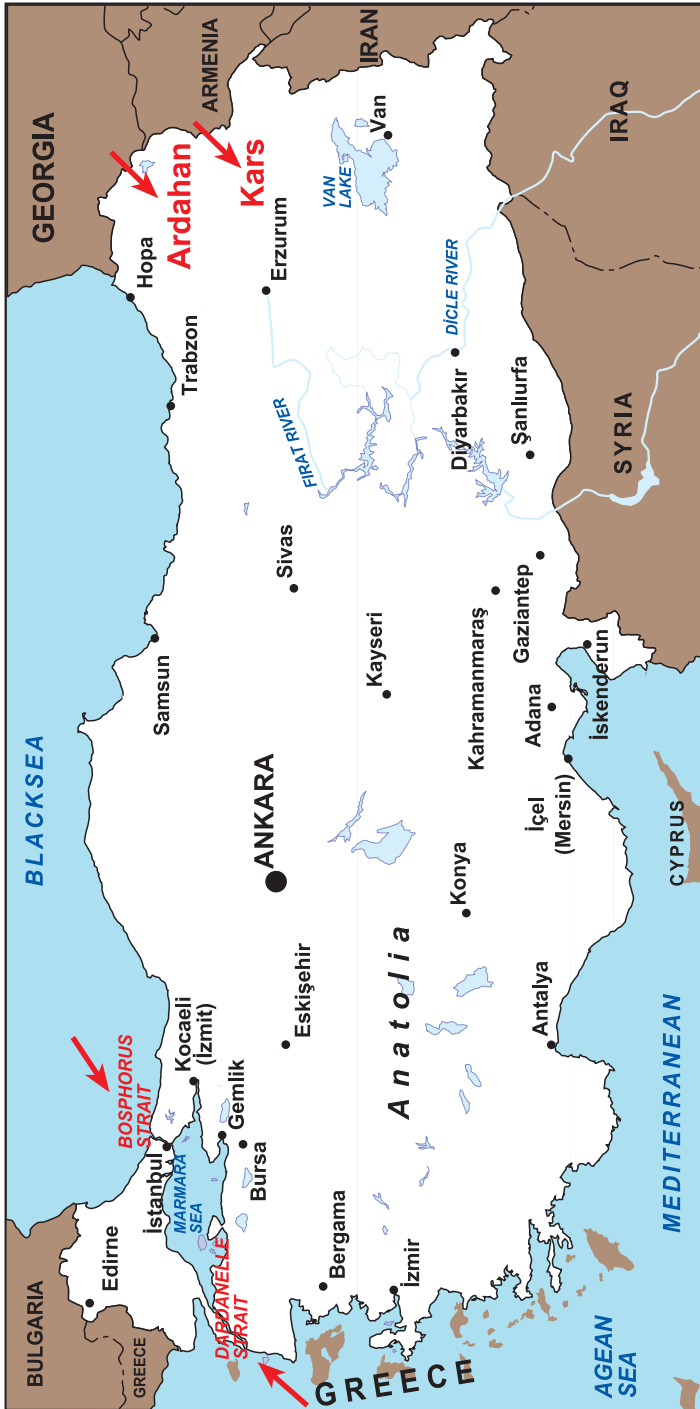 BULGARIA
GREECE
Edirne
BLACKSEA
GEORGIA
ARMENIA
IRAN
BOSPHORUS
STRAIT
İstanbul
MARMARA
SEA
Kocaeli
(İzmit)
Gemlik
Bursa
DARDANELLE
STRAIT
Samsun
Trabzon
Hopa
Ardahan
Kars
Erzurum
ANKARA
Eskişehir
Sivas
FIRAT RIVER
VAN
LAKE
Van
Bergama
İzmir
Anatolia
Kayseri
Konya
Kahramanmaraş
Diyarbakır
DİCLE RIVER
Şanlıurfa
Gaziantep
Adana
İçel
(Mersin)
İskenderun
Antalya
GREECE
AGEAN
SEA
MEDITERRANEAN
CYPRUS
SYRIA
IRAQ